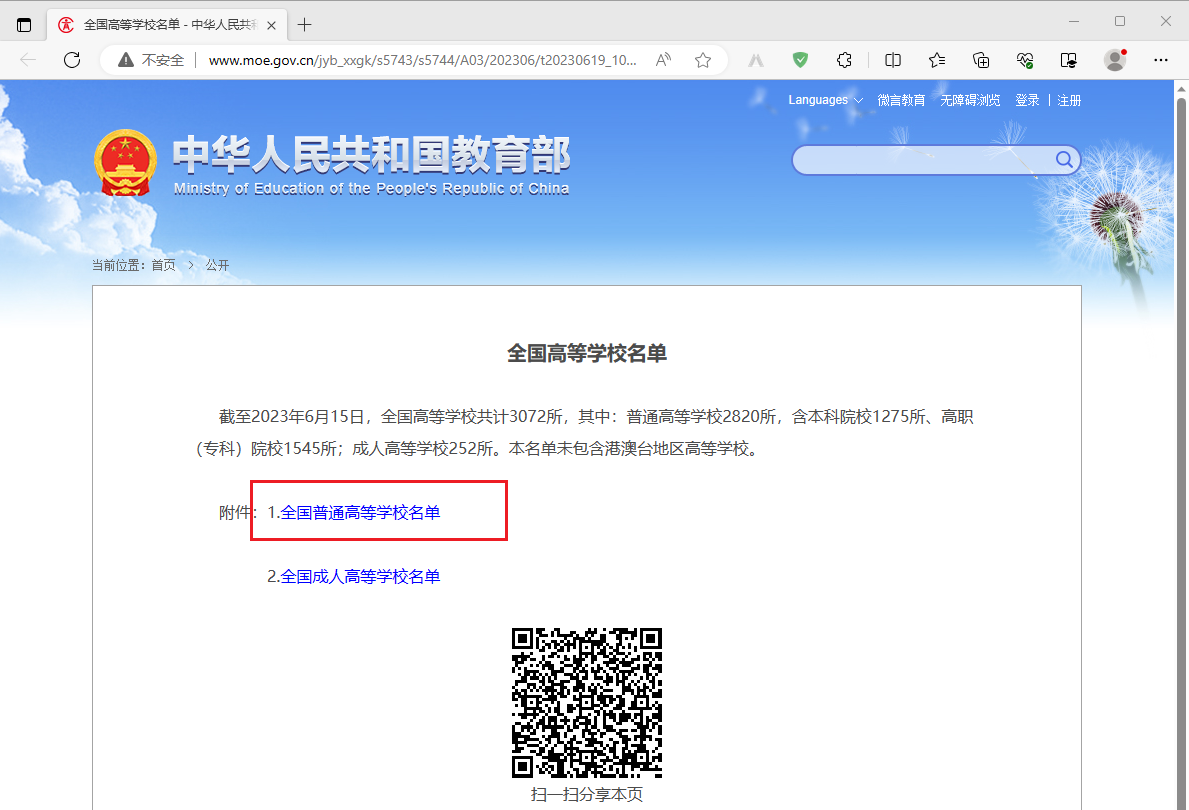 全国高等学校名单 - 中华人民共
不安全
www.moe.gov.cn/jyb_xxgk/s5743/s5744/A03/202306/t20230619_10...
Languages 微言教育 无障碍浏览 登录 | 注册
中华人民共和国教育部
Ministry of Education of the People's Republic of China
当前位置：首页 > 公开
全国高等学校名单
截至2023年6月15日，全国高等学校共计3072所，其中：普通高等学校2820所，含本科院校1275所、高职
（专科）院校1545所；成人高等学校252所。本名单未包含港澳台地区高等学校。
附件：1.全国普通高等学校名单
2.全国成人高等学校名单
扫一扫分享本页